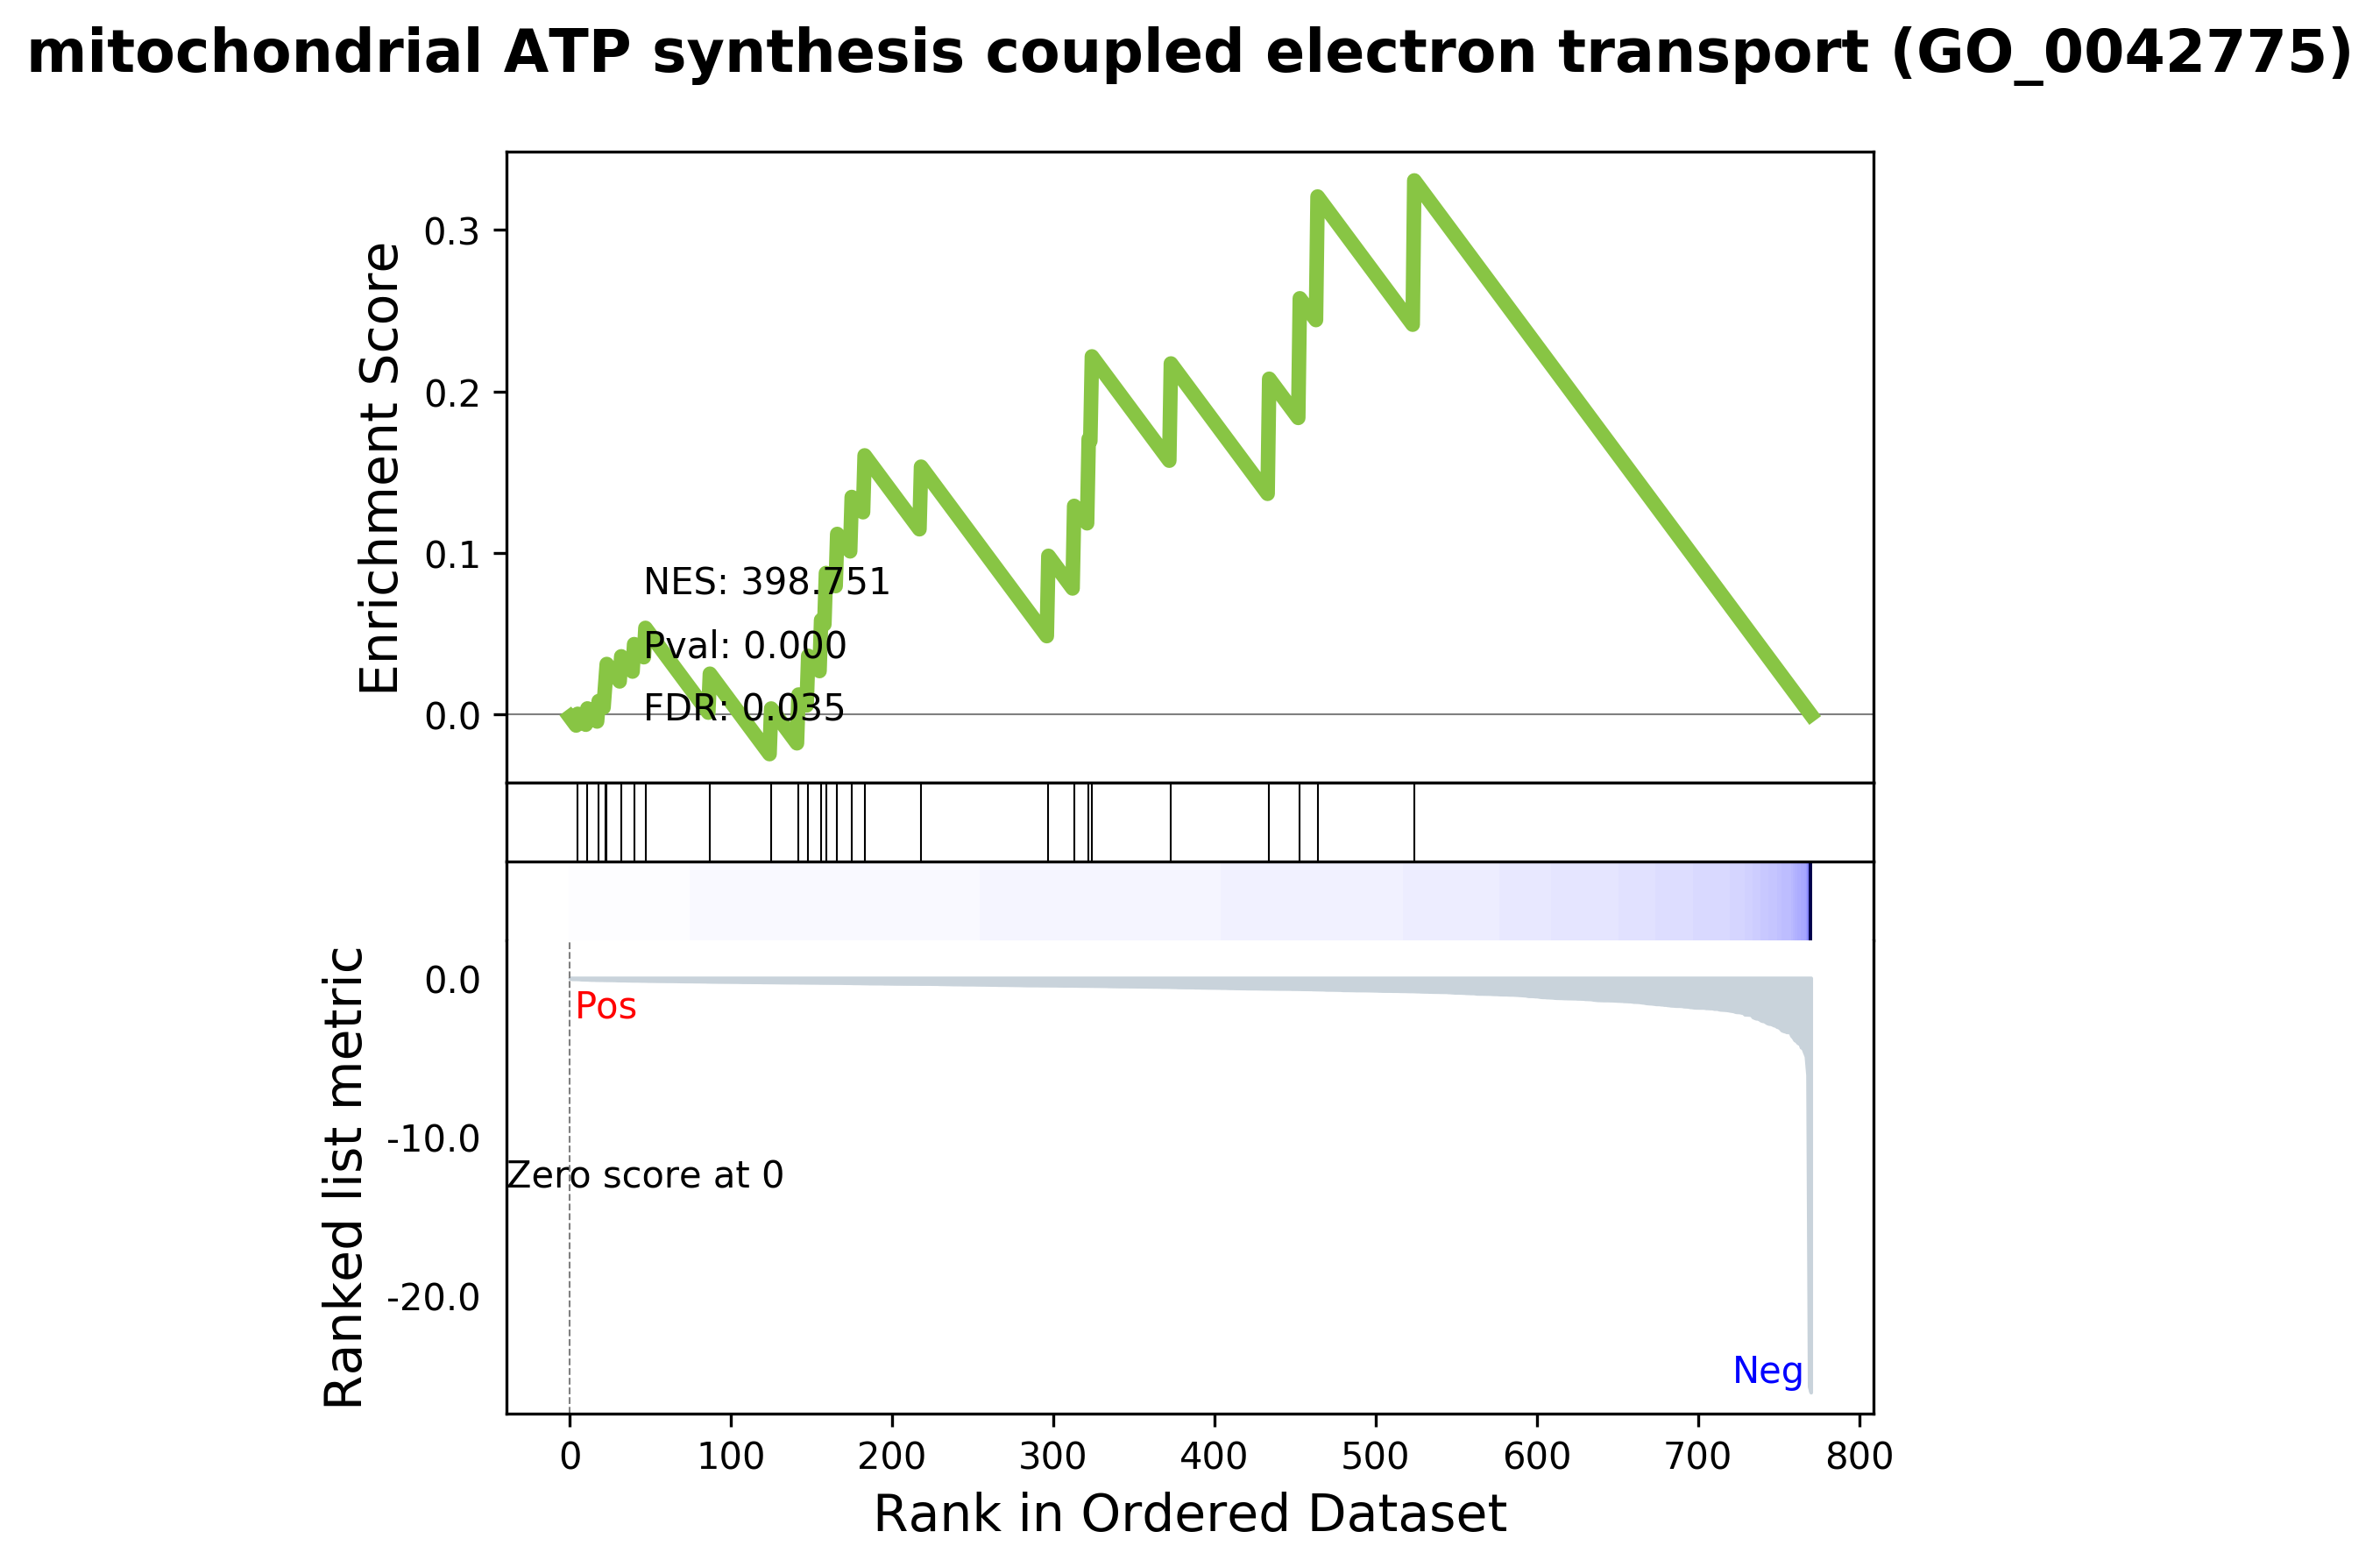 mitochondrial ATP synthesis coupled electron transport (GO_0042775)
Enrichment Score
0.3
0.2
0.1
0.0
NES: 398.751
Pval: 0.000
FDR: 0.035
Ranked list metric
0.0
-10.0
-20.0
Pos
Zero score at 0
Neg
0 100 200 300 400 500 600 700 800
Rank in Ordered Dataset